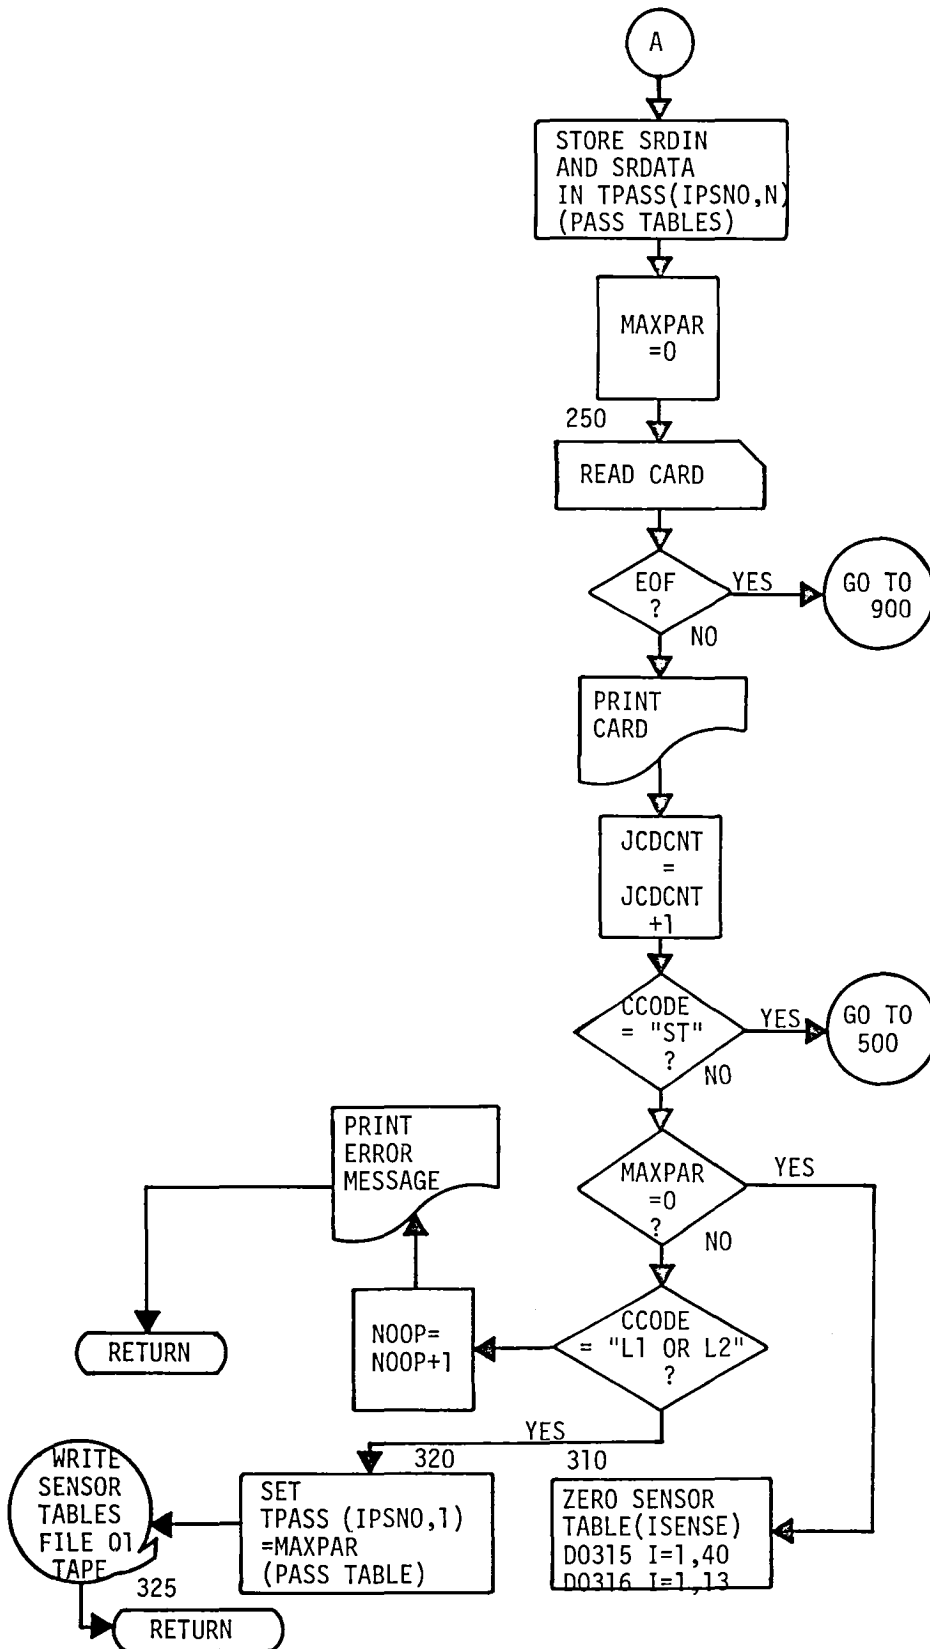 A
STORE SRDIN
AND SRDATA
IN TPASS(IPSNO,N)
(PASS TABLES)
MAXPAR
=0
250
READ CARD
EOF
?
YES
GO TO
900
NO
PRINT
CARD
JCDCNT
=
JCDCNT
+1
CCODE
= "ST"
?
YES
GO TO
500
NO
PRINT
ERROR
MESSAGE
MAXPAR
=0
?
YES
NO
RETURN
NOOP=
NOOP+1
CCODE
= "L1 OR L2"
?
YES
320
310
WRITE
SENSOR
TABLES
FILE 01
TAPE
SET
TPASS (IPSNO,1)
=MAXPAR
(PASS TABLE)
ZERO SENSOR
TABLE(ISENSE)
DO315 I=1,40
DO316 I=1,13
325
RETURN